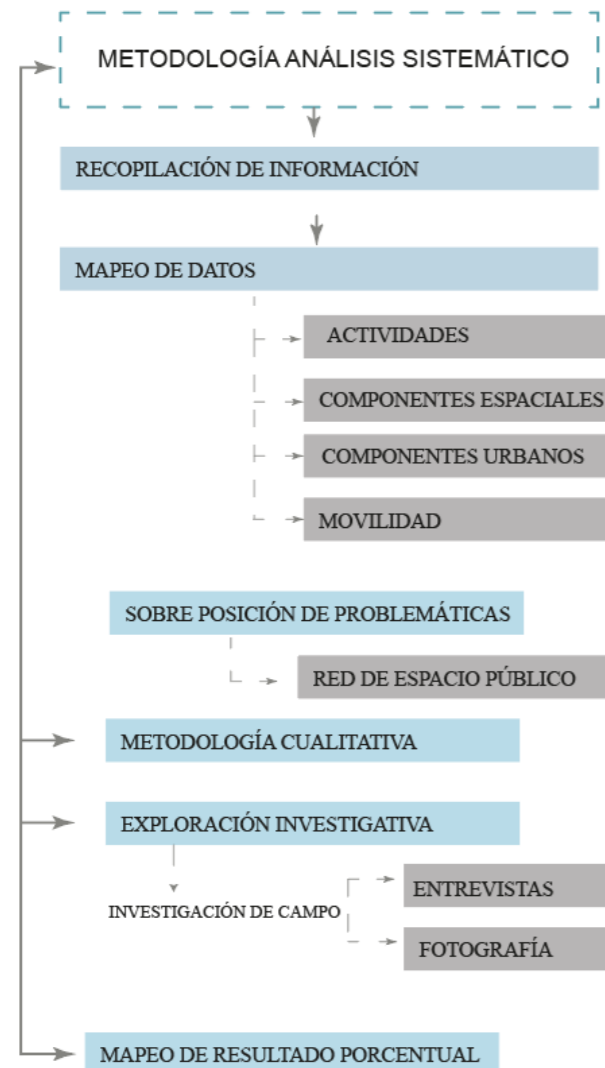 METODOLOGÍA ANÁLISIS SISTEMÁTICO
RECOPILACIÓN DE INFORMACIÓN
MAPEO DE DATOS
ACTIVIDADES
COMPONENTES ESPACIALES
COMPONENTES URBANOS
MOVILIDAD
SOBRE POSICIÓN DE PROBLEMÁTICAS
RED DE ESPACIO PÚBLICO
METODOLOGÍA CUALITATIVA
EXPLORACIÓN INVESTIGATIVA
INVESTIGACIÓN DE CAMPO
ENTREVISTAS
FOTOGRAFÍA
MAPEO DE RESULTADO PORCENTUAL